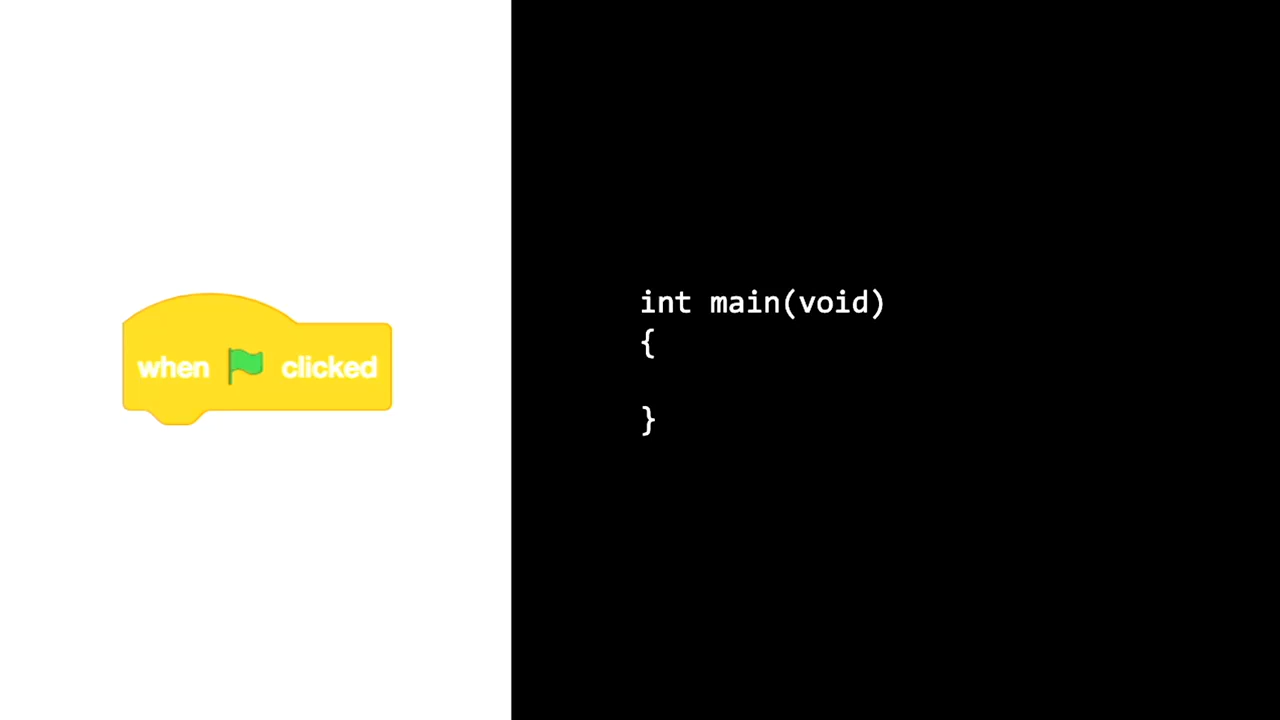 when clicked
int main(void)
{
}